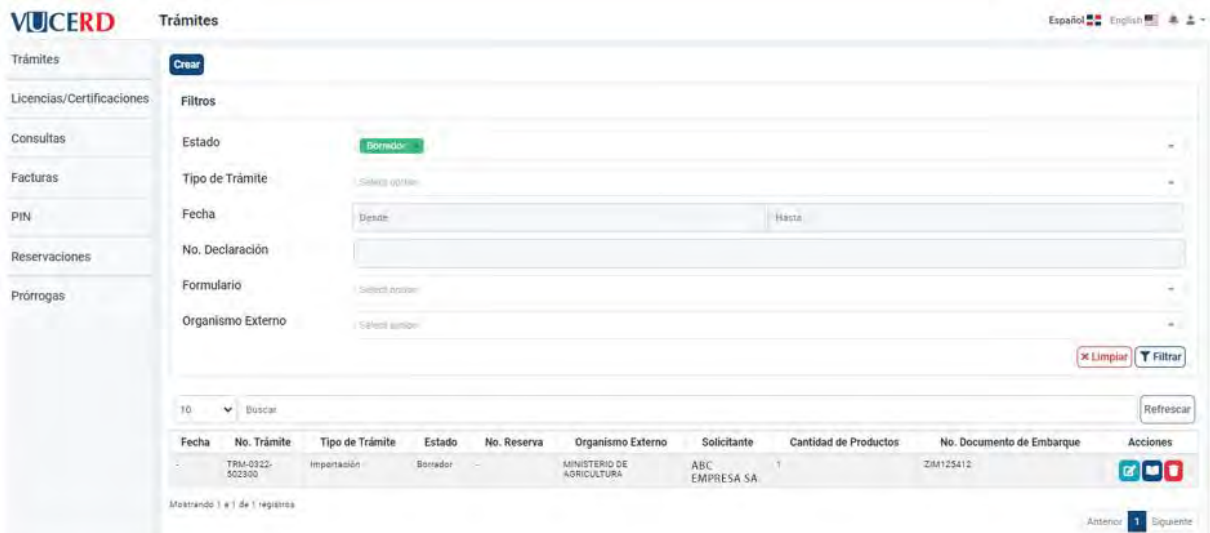 VUCERD
Trámites
Español English
Trámites
Licencias/Certificaciones
Consultas
Facturas
PIN
Reservaciones
Prórrogas
Crear
Filtros
Estado Borrador ×
Tipo de Trámite Select option
Fecha Desde Hasta
No. Declaración
Formulario Select option
Organismo Externo Select option
× Limpiar Filtrar
10 Buscar Refrescar
Fecha No. Trámite Tipo de Trámite Estado No. Reserva Organismo Externo Solicitante Cantidad de Productos No. Documento de Embarque Acciones
- TRM-0322- Importación Borrador - MINISTERIO DE ABC 1 ZIM125412
502300 AGRICULTURA EMPRESA SA
Mostrando 1 a 1 de 1 registros
Anterior 1 Siguiente